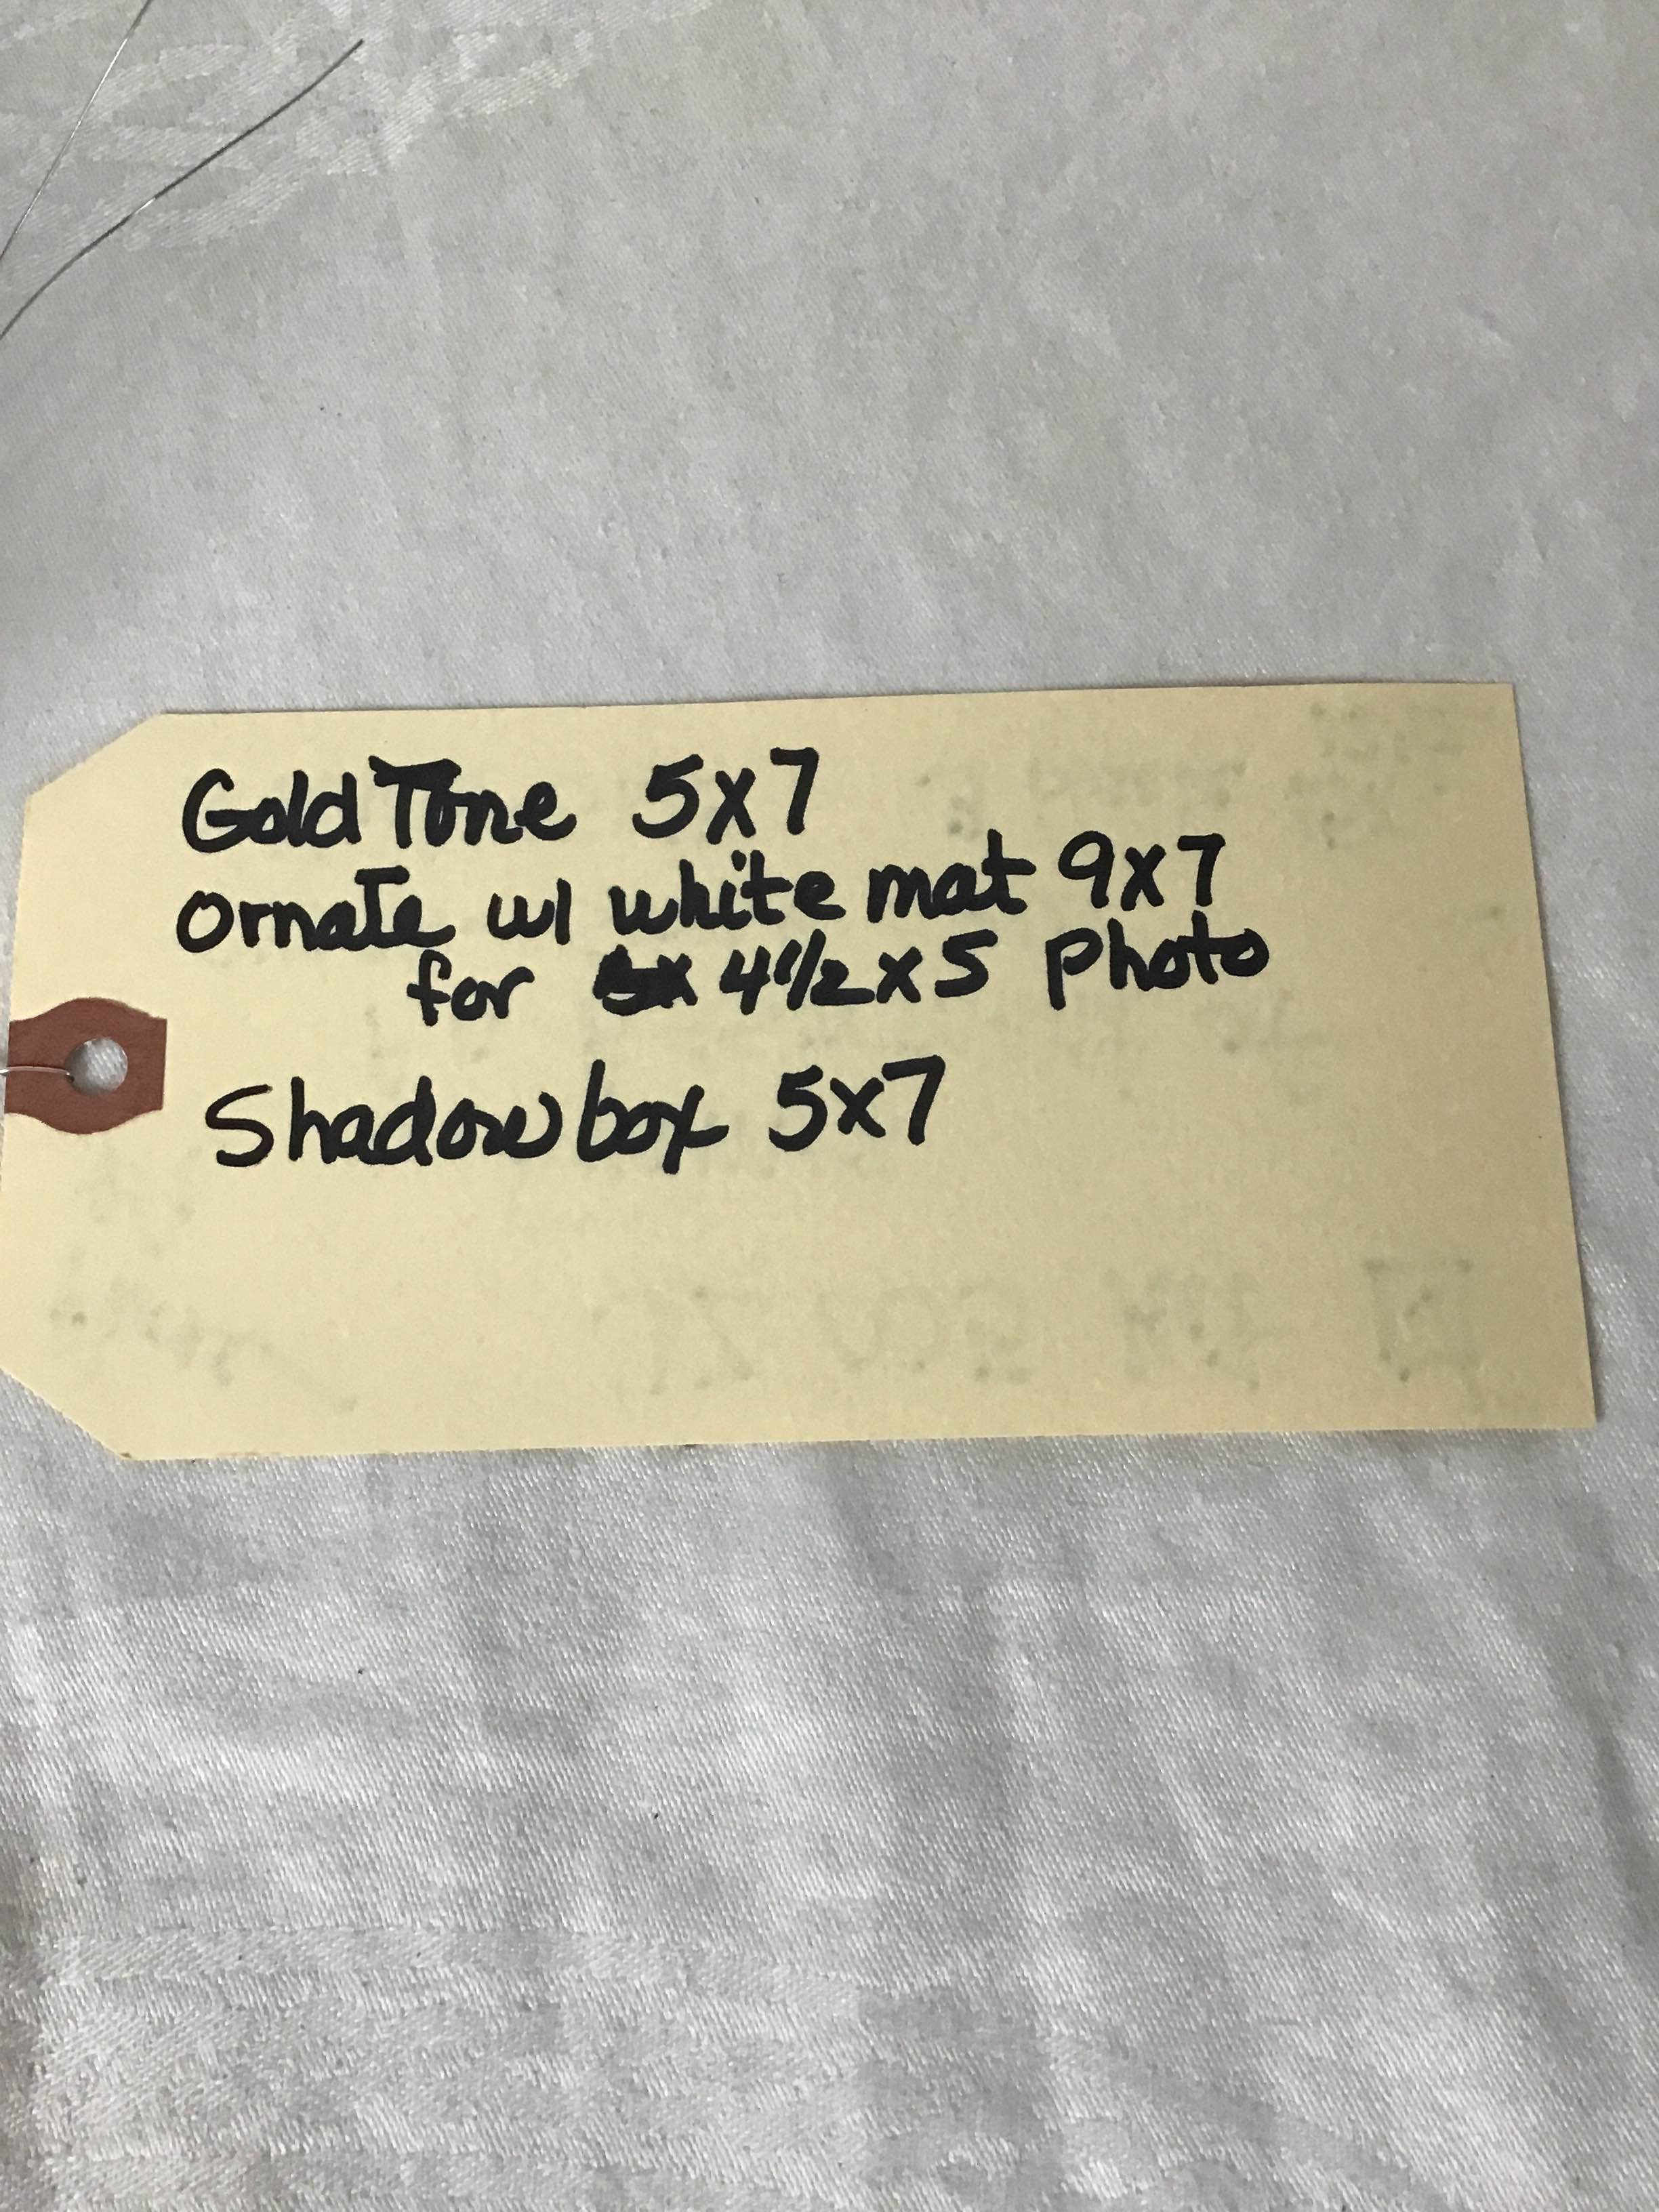 Gold Tone 5x7
Ornate w/ white mat 9x7
for 4½x5 Photo
Shadow box 5x7